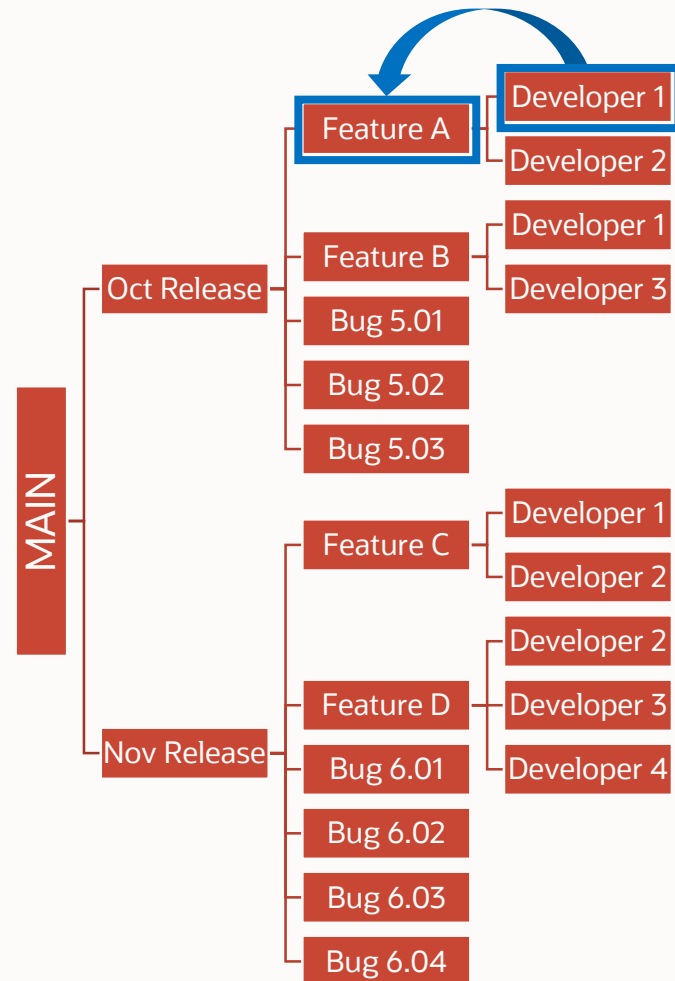 MAIN
Oct Release
Feature A
Developer 1
Developer 2
Feature B
Developer 1
Developer 3
Bug 5.01
Bug 5.02
Bug 5.03
Nov Release
Feature C
Developer 1
Developer 2
Feature D
Developer 2
Developer 3
Developer 4
Bug 6.01
Bug 6.02
Bug 6.03
Bug 6.04